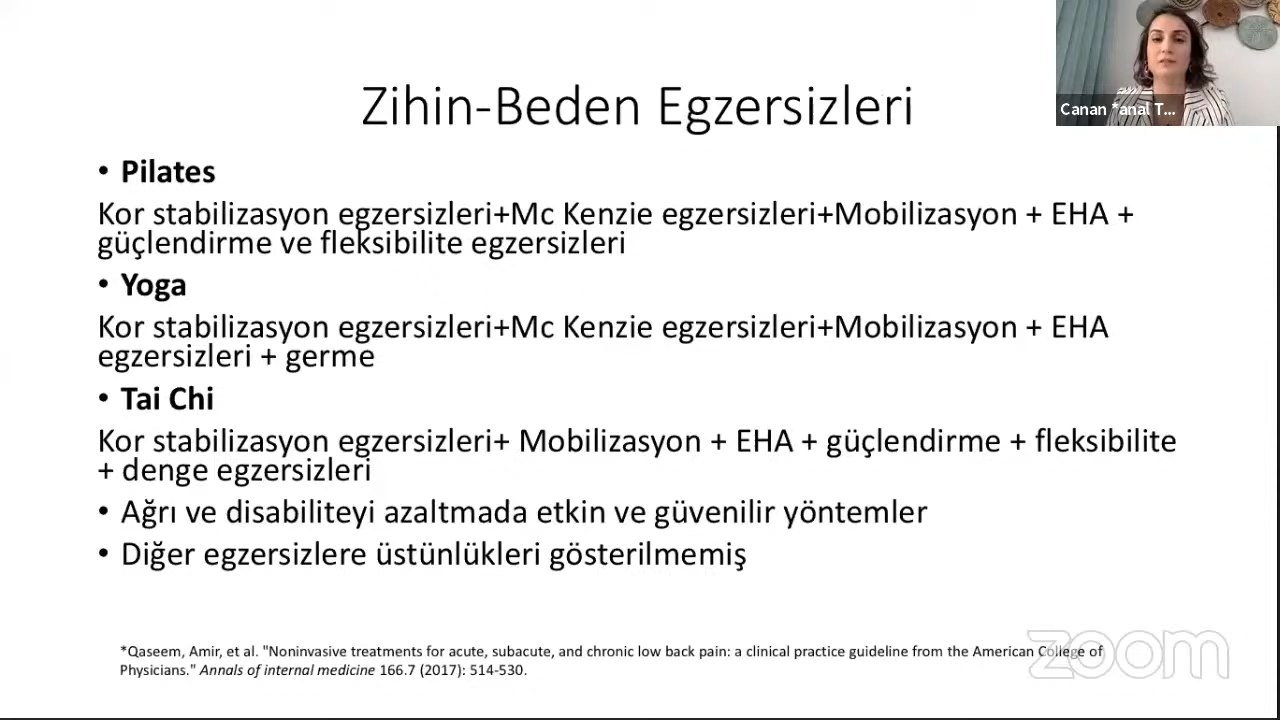 Zihin-Beden Egzersizleri
Canan *anal T...
• Pilates
Kor stabilizasyon egzersizleri+Mc Kenzie egzersizleri+Mobilizasyon + EHA +
güçlendirme ve fleksibilite egzersizleri
• Yoga
Kor stabilizasyon egzersizleri+Mc Kenzie egzersizleri+Mobilizasyon + EHA
egzersizleri + germe
• Tai Chi
Kor stabilizasyon egzersizleri+ Mobilizasyon + EHA + güçlendirme + fleksibilite
+ denge egzersizleri
• Ağrı ve disabiliteyi azaltmada etkin ve güvenilir yöntemler
• Diğer egzersizlere üstünlükleri gösterilmemiş
*Qaseem, Amir, et al. "Noninvasive treatments for acute, subacute, and chronic low back pain: a clinical practice guideline from the American College of
Physicians." Annals of internal medicine 166.7 (2017): 514-530.
zoom